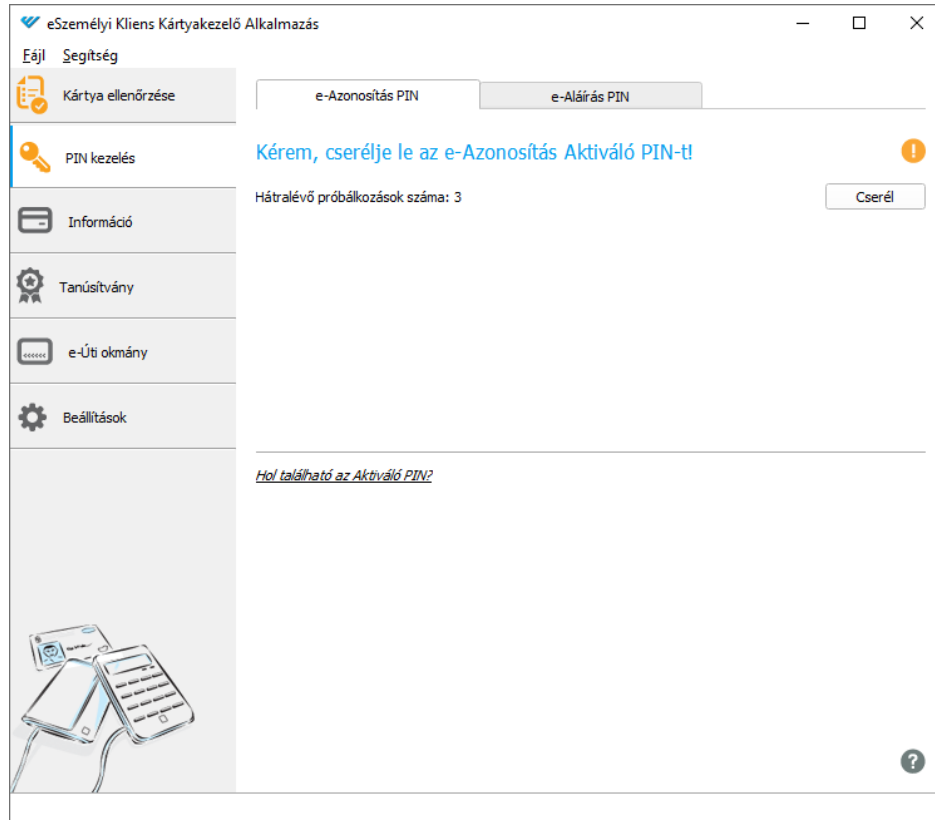 eSzemélyi Kliens Kártyakezelő Alkalmazás
Fájl Segítség
Kártya ellenőrzése
PIN kezelés
Információ
Tanúsítvány
e-Úti okmány
Beállítások
e-Azonosítás PIN
e-Aláírás PIN
Kérem, cserélje le az e-Azonosítás Aktiváló PIN-t!
Hátralévő próbálkozások száma: 3
Cserél
Hol található az Aktiváló PIN?